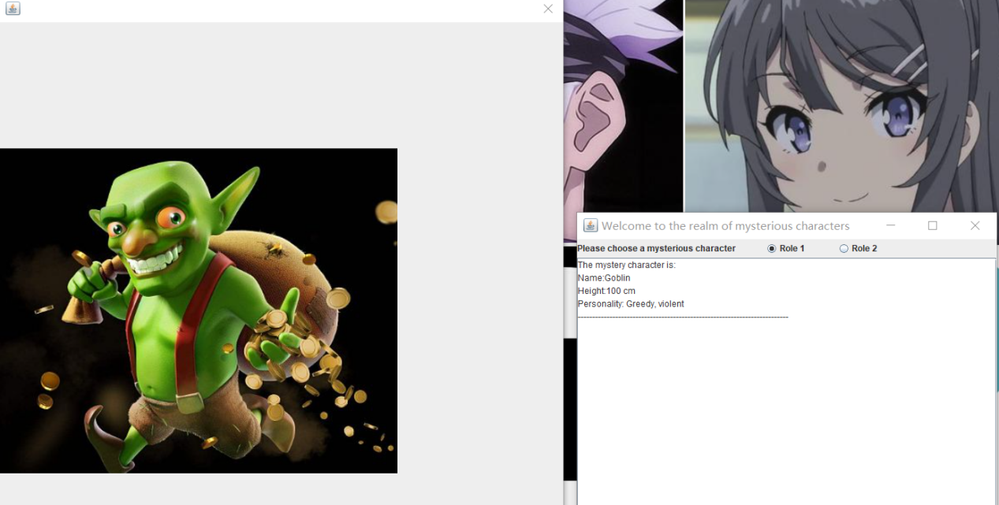 Welcome to the realm of mysterious characters
Please choose a mysterious character Role 1 Role 2
The mystery character is:
Name:Goblin
Height:100 cm
Personality: Greedy, violent
--------------------------------------------------------------------------------